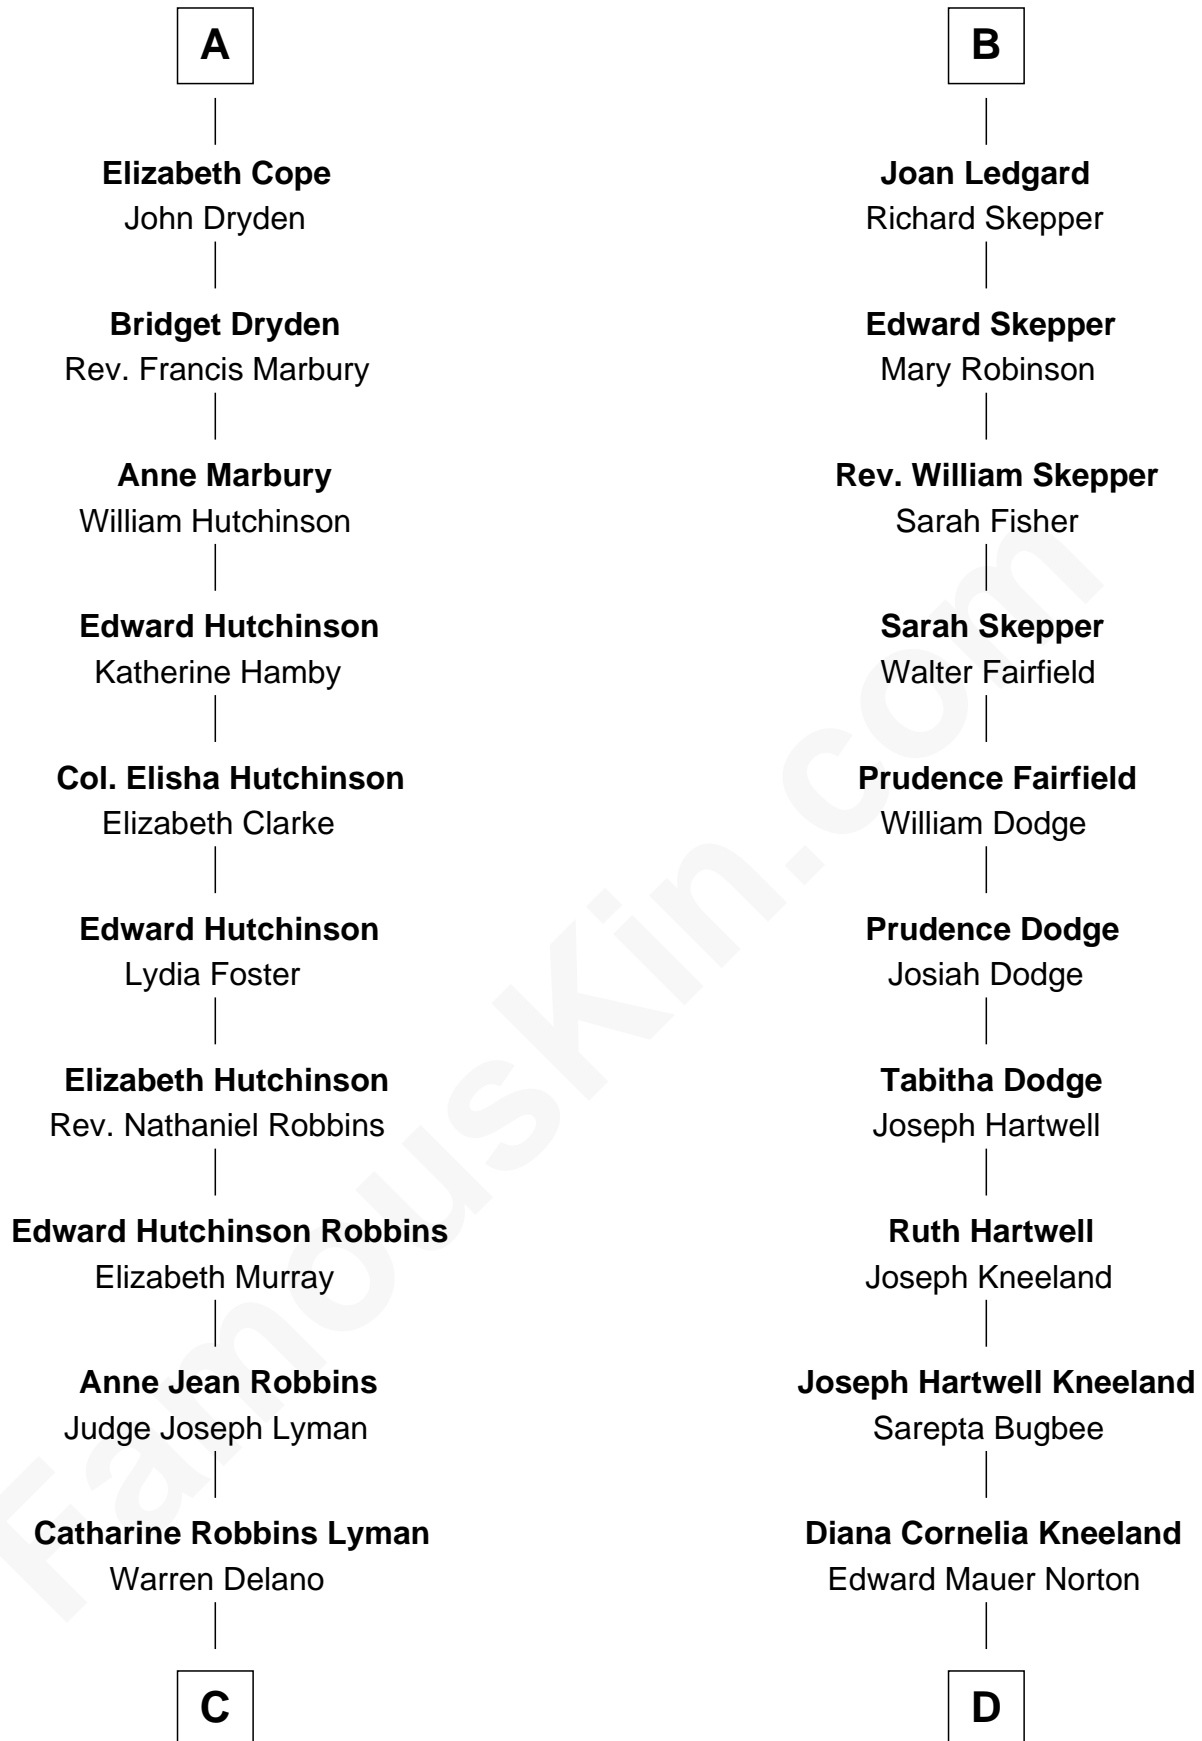 A
Elizabeth Cope
John Dryden
Bridget Dryden
Rev. Francis Marbury
Anne Marbury
William Hutchinson
Edward Hutchinson
Katherine Hamby
Col. Elisha Hutchinson
Elizabeth Clarke
Edward Hutchinson
Lydia Foster
Elizabeth Hutchinson
Rev. Nathaniel Robbins
Edward Hutchinson Robbins
Elizabeth Murray
Anne Jean Robbins
Judge Joseph Lyman
Catharine Robbins Lyman
Warren Delano
C
B
Joan Ledgard
Richard Skepper
Edward Skepper
Mary Robinson
Rev. William Skepper
Sarah Fisher
Sarah Skepper
Walter Fairfield
Prudence Fairfield
William Dodge
Prudence Dodge
Josiah Dodge
Tabitha Dodge
Joseph Hartwell
Ruth Hartwell
Joseph Kneeland
Joseph Hartwell Kneeland
Sarepta Bugbee
Diana Cornelia Kneeland
Edward Mauer Norton
D
FamousKin.com